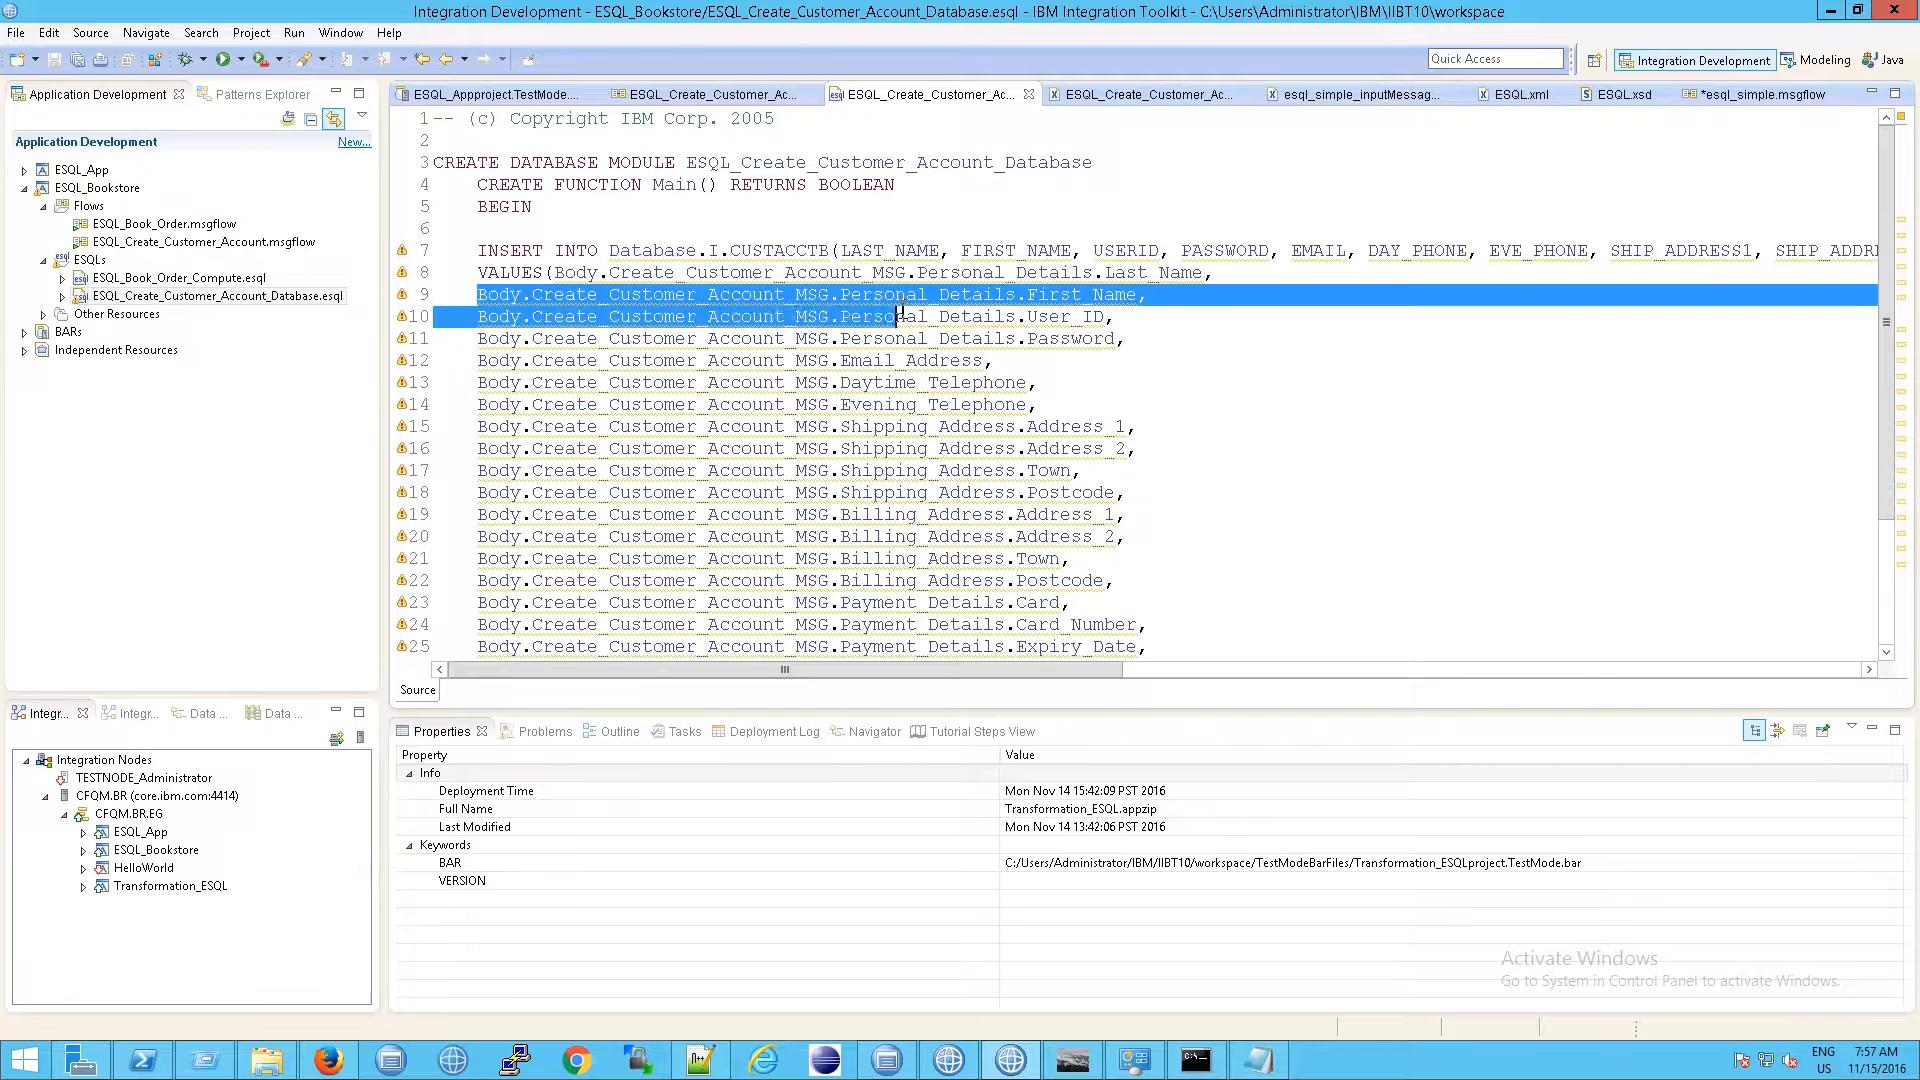 Integration Development - ESQL_Bookstore/ESQL_Create_Customer_Account_Database.esql - IBM Integration Toolkit - C:\Users\Administrator\IBM\IIBT10\workspace
File Edit Source Navigate Search Project Run Window Help
Quick Access
Integration Development
Modeling
Java
Application Development
Patterns Explorer
ESQL_Appproject.TestMode....
ESQL_Create_Customer_Ac...
ESQL_Create_Customer_Ac...
ESQL_Create_Customer_Ac...
esql_simple_inputMessag...
ESQL.xml
ESQL.xsd
*esql_simple.msgflow
Application Development
New...
ESQL_App
ESQL_Bookstore
Flows
ESQL_Book_Order.msgflow
ESQL_Create_Customer_Account.msgflow
ESQLs
ESQL_Book_Order_Compute.esql
ESQL_Create_Customer_Account_Database.esql
Other Resources
BARs
Independent Resources
1 -- (c) Copyright IBM Corp. 2005
2
3 CREATE DATABASE MODULE ESQL_Create_Customer_Account_Database
4 CREATE FUNCTION Main() RETURNS BOOLEAN
5 BEGIN
6
7 INSERT INTO Database.I.CUSTACCTB(LAST_NAME, FIRST_NAME, USERID, PASSWORD, EMAIL, DAY_PHONE, EVE_PHONE, SHIP_ADDRESS1, SHIP_ADDR
8 VALUES(Body.Create_Customer_Account_MSG.Personal_Details.Last_Name,
9 Body.Create_Customer_Account_MSG.Personal_Details.First_Name,
10 Body.Create_Customer_Account_MSG.Personal_Details.User_ID,
11 Body.Create_Customer_Account_MSG.Personal_Details.Password,
12 Body.Create_Customer_Account_MSG.Email_Address,
13 Body.Create_Customer_Account_MSG.Daytime_Telephone,
14 Body.Create_Customer_Account_MSG.Evening_Telephone,
15 Body.Create_Customer_Account_MSG.Shipping_Address.Address_1,
16 Body.Create_Customer_Account_MSG.Shipping_Address.Address_2,
17 Body.Create_Customer_Account_MSG.Shipping_Address.Town,
18 Body.Create_Customer_Account_MSG.Shipping_Address.Postcode,
19 Body.Create_Customer_Account_MSG.Billing_Address.Address_1,
20 Body.Create_Customer_Account_MSG.Billing_Address.Address_2,
21 Body.Create_Customer_Account_MSG.Billing_Address.Town,
22 Body.Create_Customer_Account_MSG.Billing_Address.Postcode,
23 Body.Create_Customer_Account_MSG.Payment_Details.Card,
24 Body.Create_Customer_Account_MSG.Payment_Details.Card_Number,
25 Body.Create_Customer_Account_MSG.Payment_Details.Expiry_Date,
Source
Integr...
Integr...
Data ...
Data ...
Integration Nodes
TESTNODE_Administrator
CFQM.BR (core.ibm.com:4414)
CFQM.BR.EG
ESQL_App
ESQL_Bookstore
HelloWorld
Transformation_ESQL
Properties
Problems
Outline
Tasks
Deployment Log
Navigator
Tutorial Steps View
Property Value
Info
Deployment Time Mon Nov 14 15:42:09 PST 2016
Full Name Transformation_ESQL.appzip
Last Modified Mon Nov 14 13:42:06 PST 2016
Keywords
BAR C:/Users/Administrator/IBM/IIBT10/workspace/TestModeBarFiles/Transformation_ESQLproject.TestMode.bar
VERSION
Activate Windows
Go to System in Control Panel to activate Windows.
ENG
US
7:57 AM
11/15/2016